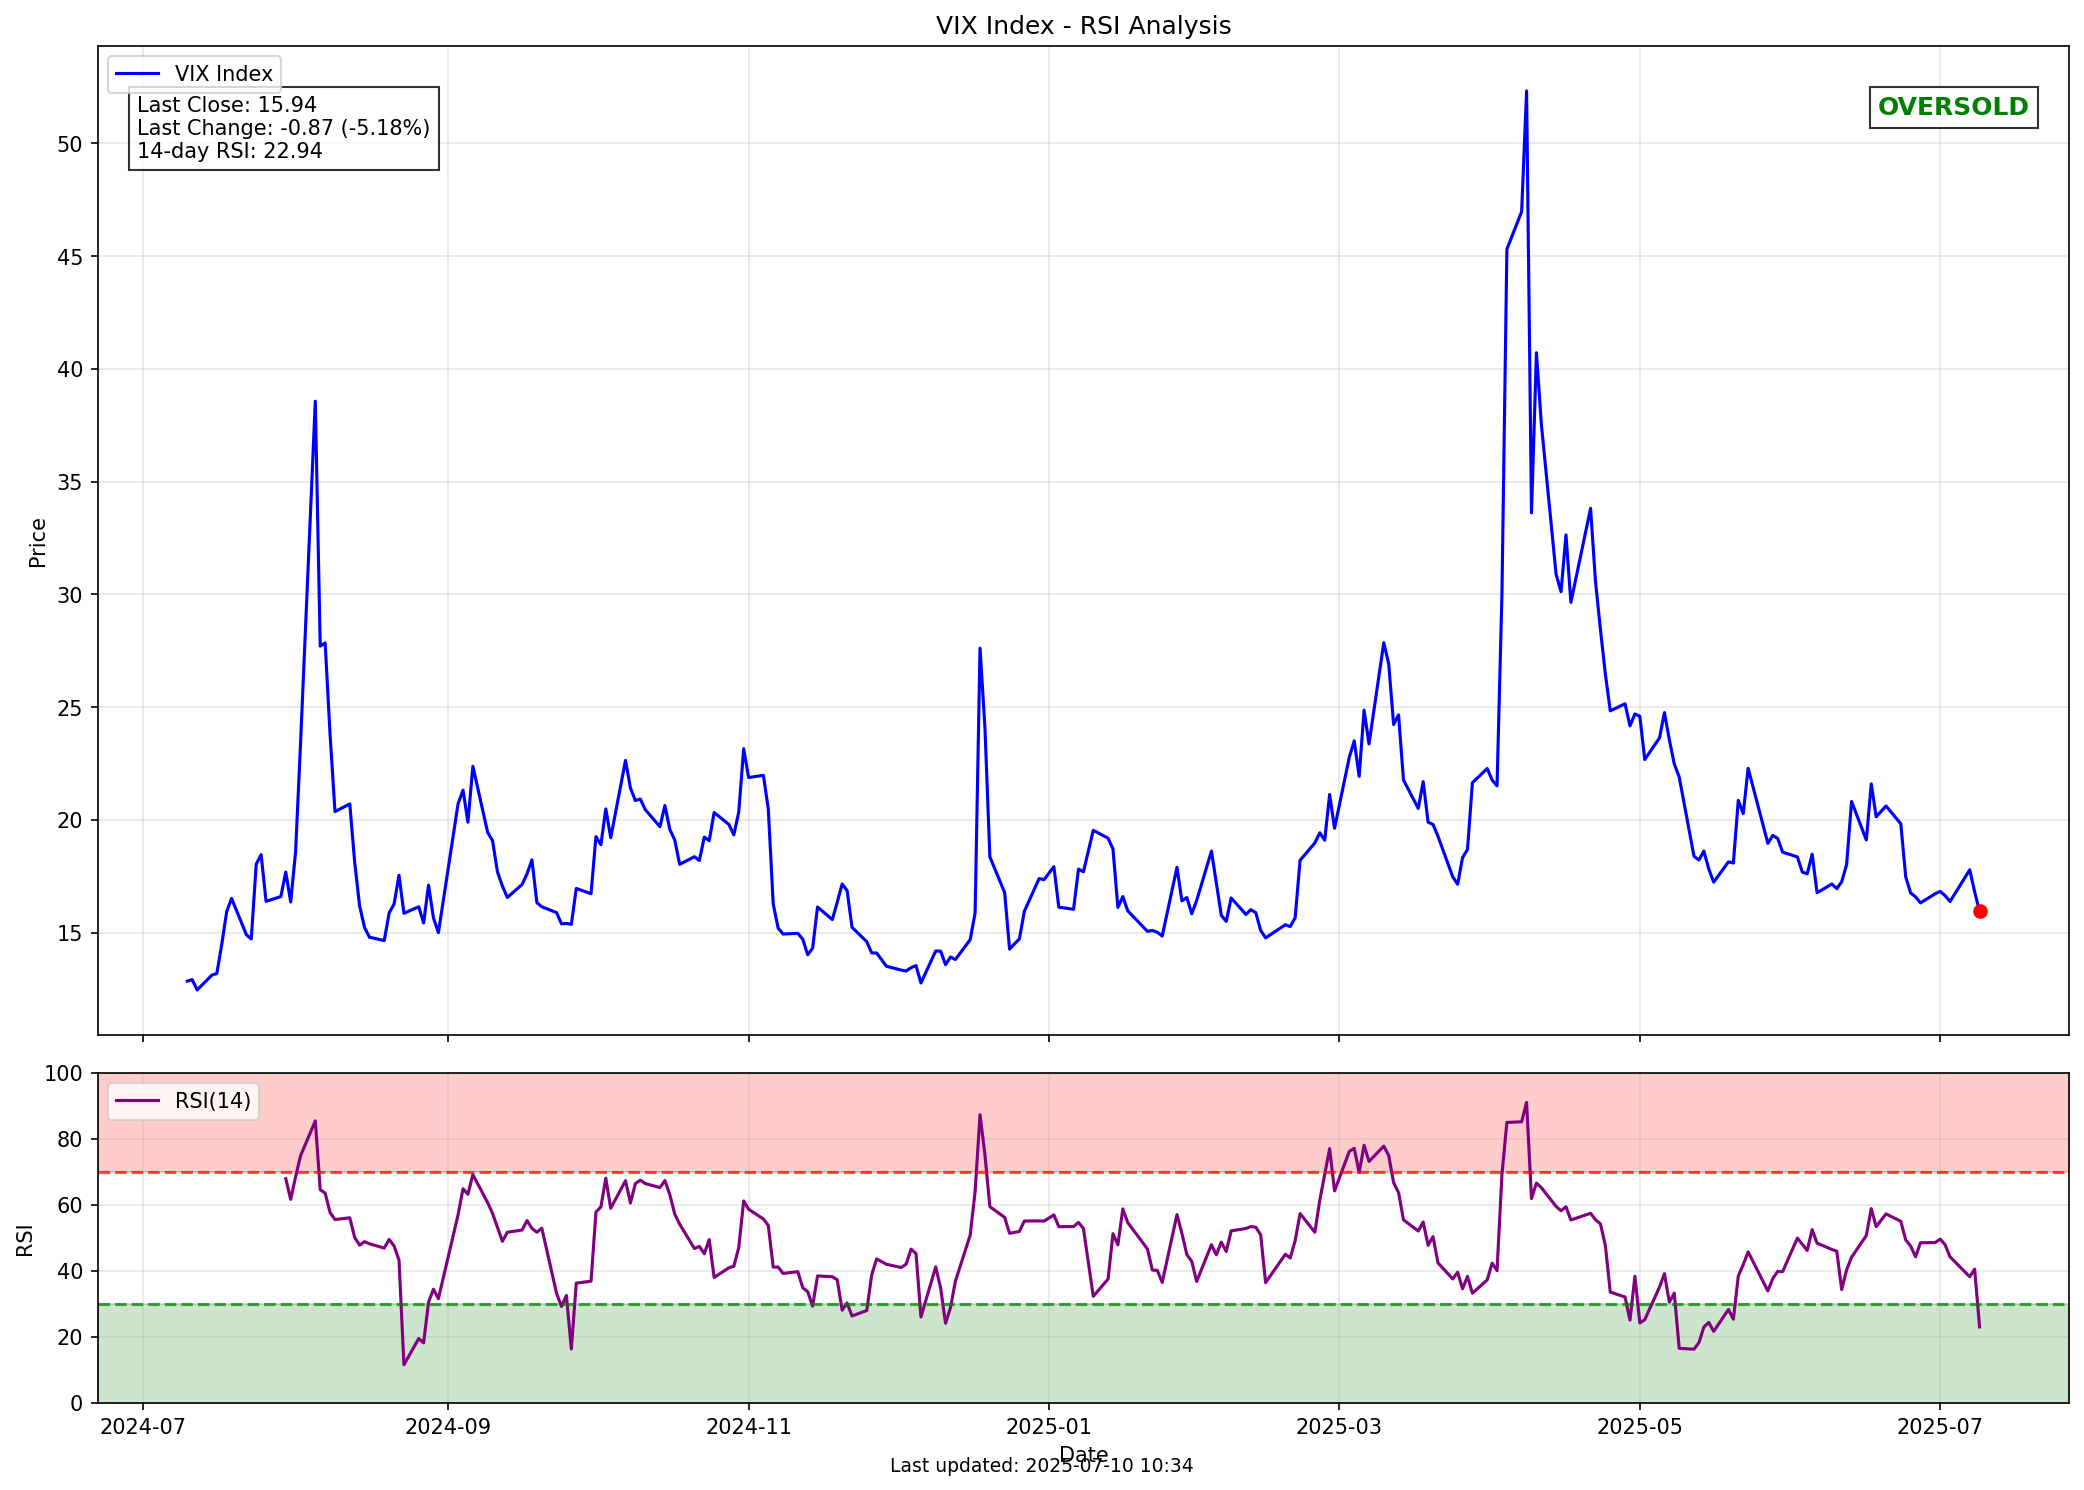 VIX Index - RSI Analysis
VIX Index
Last Close: 15.94
Last Change: -0.87 (-5.18%)
14-day RSI: 22.94
OVERSOLD
50
45
40
35
30
25
20
15
Price
RSI(14)
100
80
60
40
20
0
RSI
2024-07
2024-09
2024-11
2025-01
2025-03
2025-05
2025-07
Date
Last updated: 2025-07-10 10:34